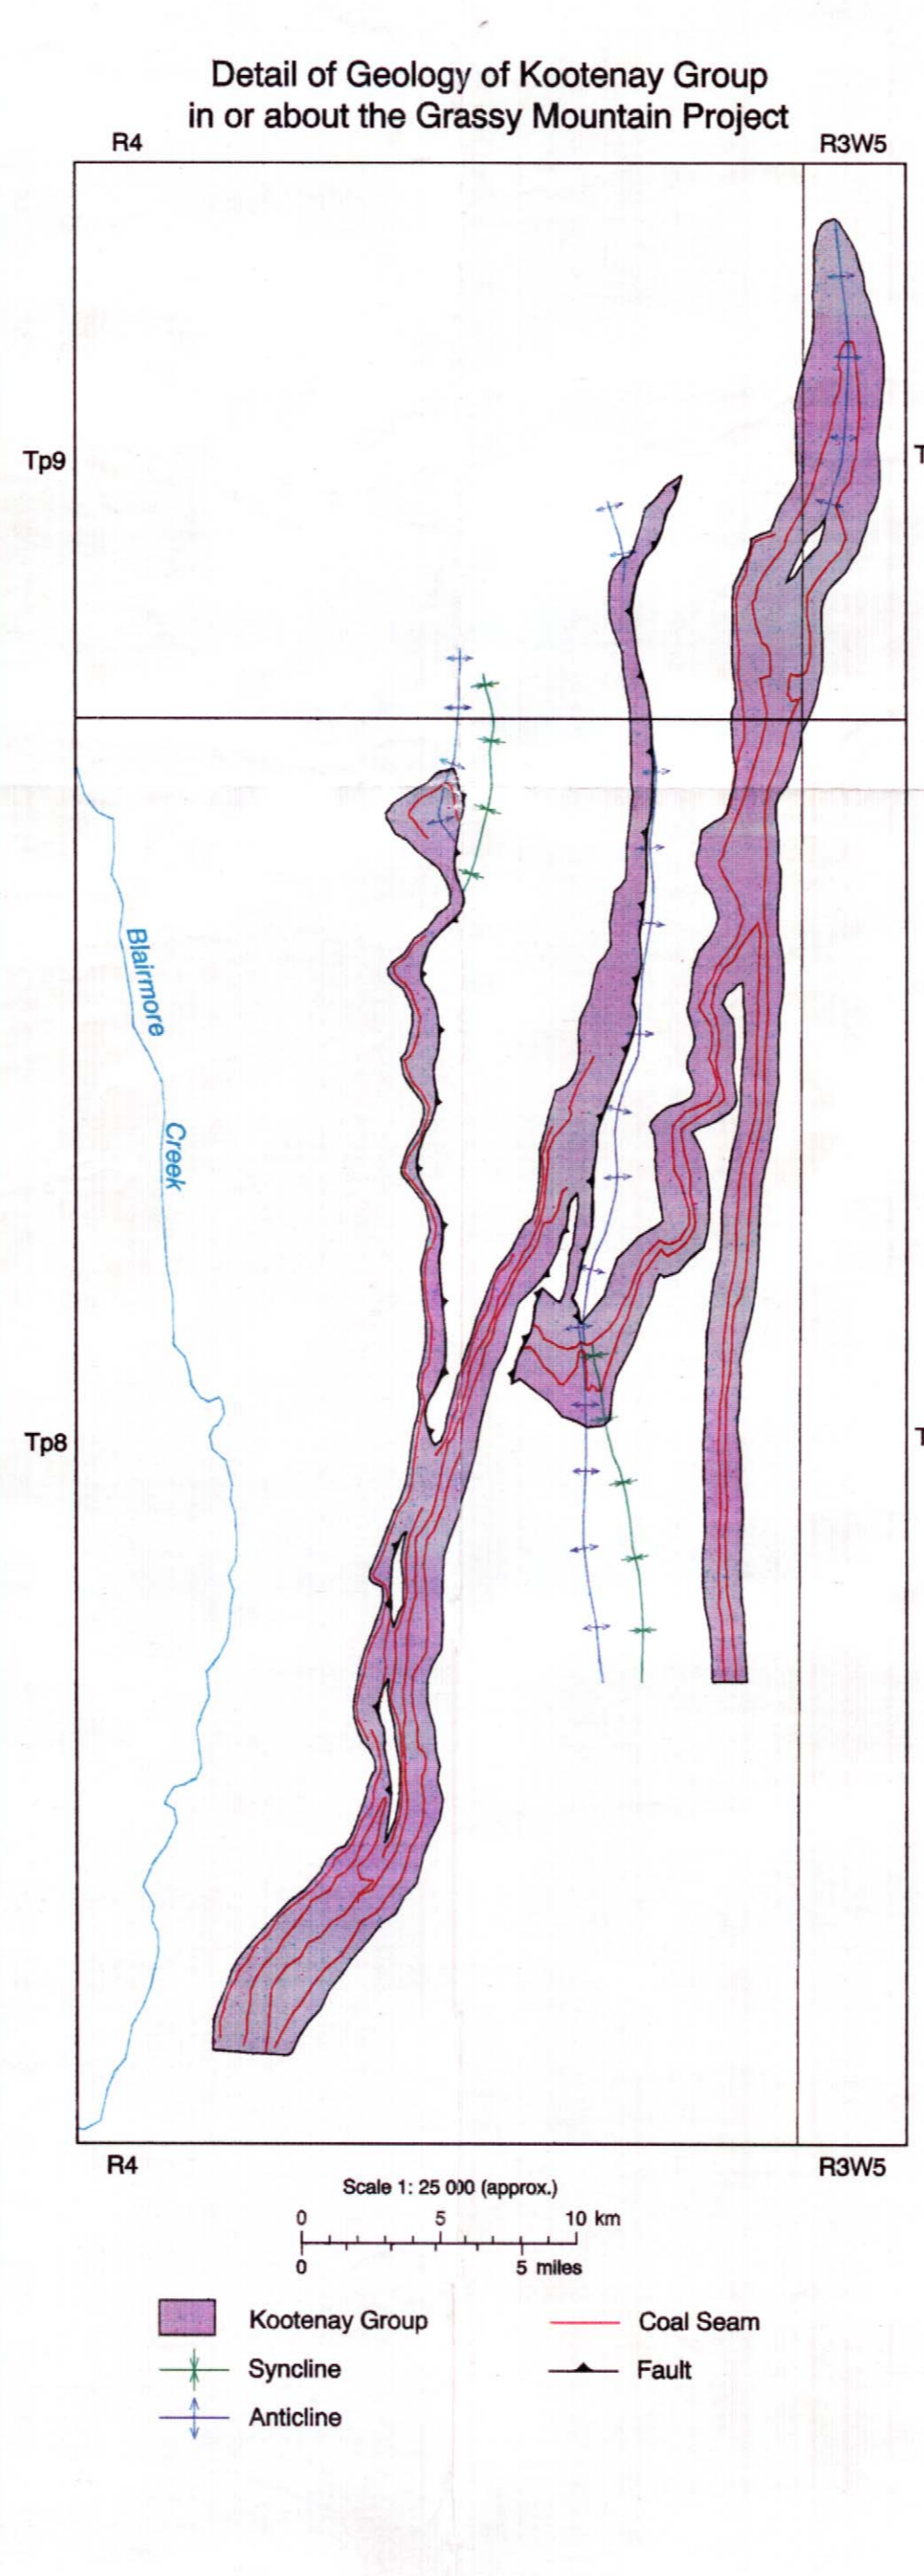 Detail of Geology of Kootenay Group
in or about the Grassy Mountain Project
R4 R3W5
Tp9 T
Blairmore
Creek
Tp8 T
R4 R3W5
Scale 1: 25 000 (approx.)
0 5 10 km
0 5 miles
Kootenay Group Coal Seam
Syncline Fault
Anticline